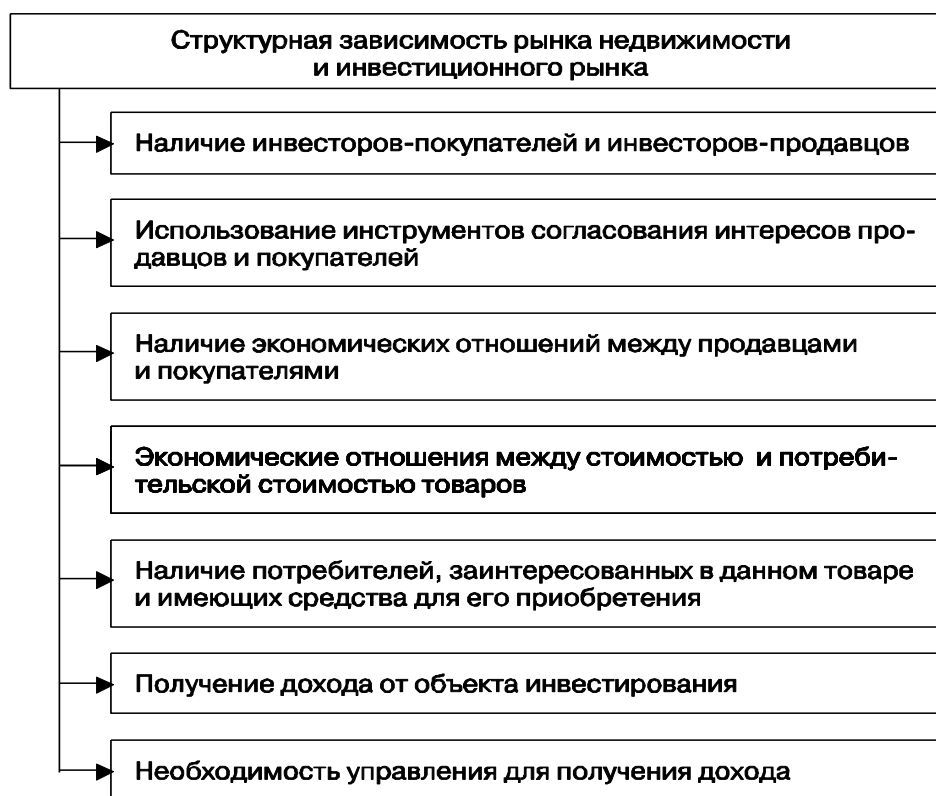 Структурная зависимость рынка недвижимости
и инвестиционного рынка
Наличие инвесторов-покупателей и инвесторов-продавцов
Использование инструментов согласования интересов про-
давцов и покупателей
Наличие экономических отношений между продавцами
и покупателями
Экономические отношения между стоимостью и потреби-
тельской стоимостью товаров
Наличие потребителей, заинтересованных в данном товаре
и имеющих средства для его приобретения
Получение дохода от объекта инвестирования
Необходимость управления для получения дохода